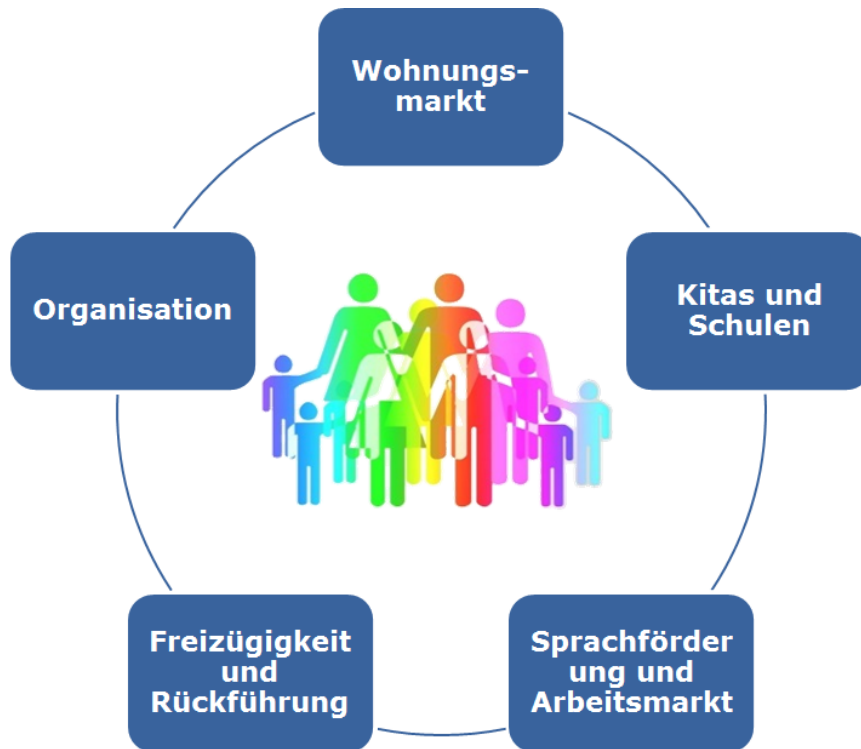 Wohnungs-
markt
Kitas und
Schulen
Sprachförder
ung und
Arbeitsmarkt
Freizügigkeit
und
Rückführung
Organisation